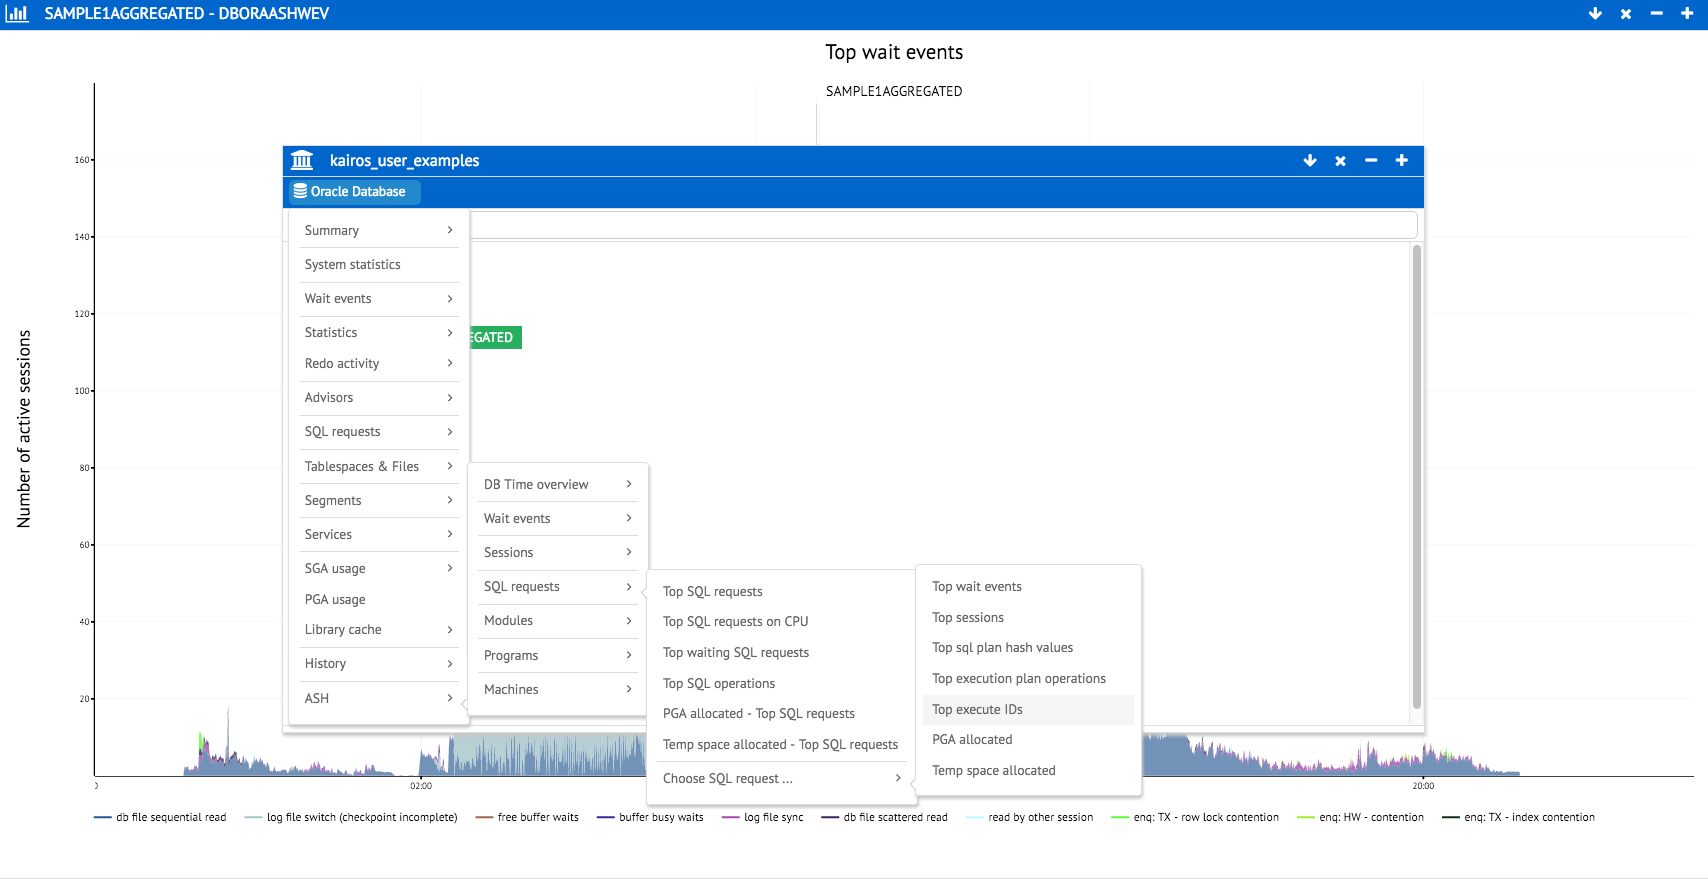 SAMPLE1AGGREGATED - DBORAASHWEV
Top wait events
SAMPLE1AGGREGATED
Number of active sessions
160
140
120
100
80
60
40
20
02:00
20:00
kairos_user_examples
Oracle Database
Summary
System statistics
Wait events
Statistics
Redo activity
Advisors
SQL requests
Tablespaces & Files
Segments
Services
SGA usage
PGA usage
Library cache
History
ASH
EGATED
DB Time overview
Wait events
Sessions
SQL requests
Modules
Programs
Machines
Top SQL requests
Top SQL requests on CPU
Top waiting SQL requests
Top SQL operations
PGA allocated - Top SQL requests
Temp space allocated - Top SQL requests
Choose SQL request ...
Top wait events
Top sessions
Top sql plan hash values
Top execution plan operations
Top execute IDs
PGA allocated
Temp space allocated
db file sequential read log file switch (checkpoint incomplete) free buffer waits buffer busy waits log file sync db file scattered read read by other session enq: TX - row lock contention enq: HW - contention enq: TX - index contention